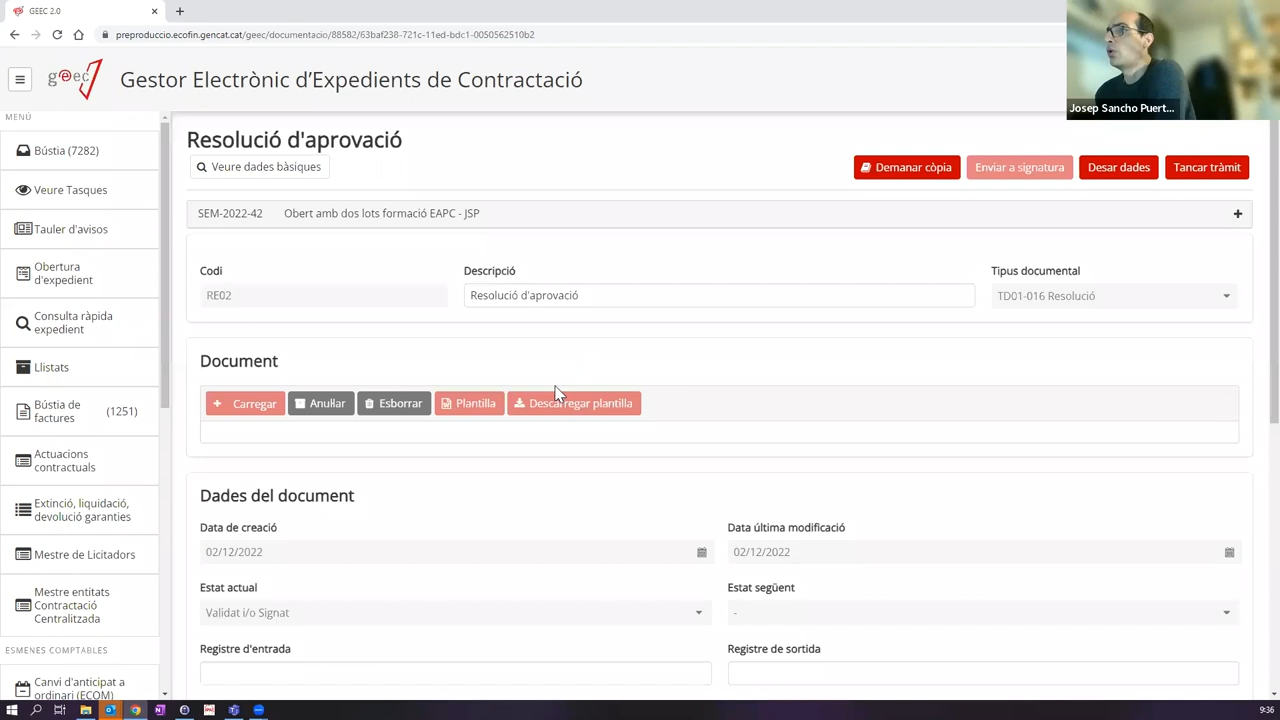 GEEC 2.0
preproduccio.ecofin.gencat.cat/geec/documentacio/88582/63baf238-721c-11ed-bdc1-0050562510b2
geec
Gestor Electrònic d'Expedients de Contractació
Josep Sancho Puert...
MENÚ
Bústia (7282)
Veure Tasques
Tauler d'avisos
Obertura
d'expedient
Consulta ràpida
expedient
Llistats
Bústia de
factures
(1251)
Actuacions
contractuals
Extinció, liquidació,
devolució garanties
Mestre de Licitadors
Mestre entitats
Contractació
Centralitzada
ESMENES COMPTABLES
Canvi d'anticipat a
ordinari (ECOM)
Resolució d'aprovació
Veure dades bàsiques
Demanar còpia
Enviar a signatura
Desar dades
Tancar tràmit
SEM-2022-42 Obert amb dos lots formació EAPC - JSP
Codi
RE02
Descripció
Resolució d'aprovació
Tipus documental
TD01-016 Resolució
Document
Carregar
Anul·lar
Esborrar
Plantilla
Descarregar plantilla
Dades del document
Data de creació
02/12/2022
Data última modificació
02/12/2022
Estat actual
Validat i/o Signat
Estat següent
-
Registre d'entrada
Registre de sortida
9:36